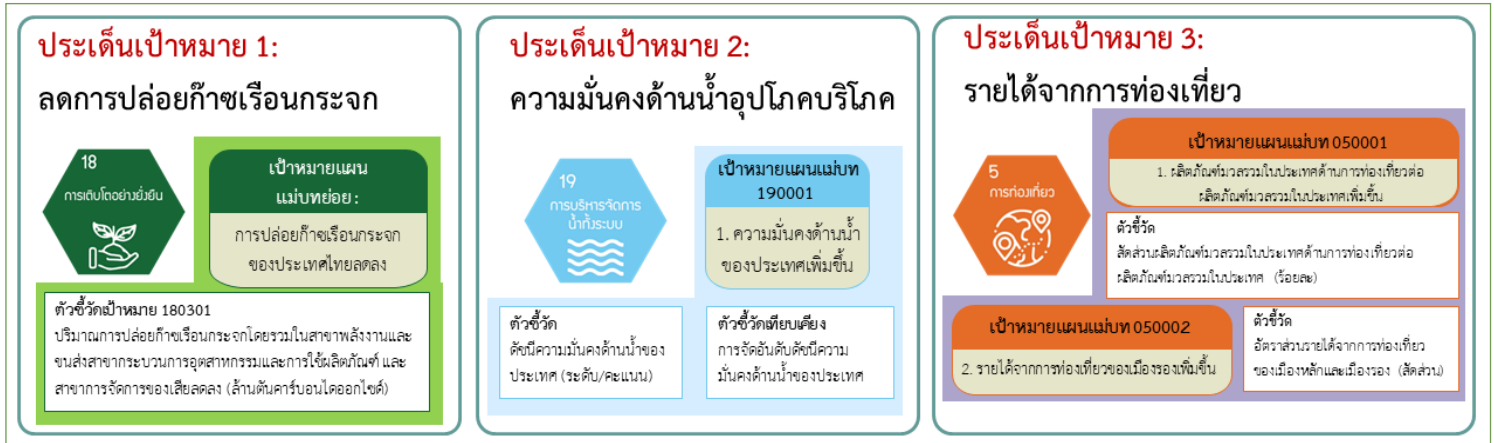 ประเด็นเป้าหมาย 1:
ลดการปล่อยก๊าซเรือนกระจก
18
การเติบโตอย่างยั่งยืน
เป้าหมายแผน
แม่บทย่อย :
การปล่อยก๊าซเรือนกระจก
ของประเทศไทยลดลง
ตัวชี้วัดเป้าหมาย 180301
ปริมาณการปล่อยก๊าซเรือนกระจกโดยรวมในสาขาพลังงานและ
ขนส่งสาขากระบวนการอุตสาหกรรมและการใช้ผลิตภัณฑ์ และ
สาขาการจัดการของเสียลดลง (ล้านตันคาร์บอนไดออกไซด์)
ประเด็นเป้าหมาย 2:
ความมั่นคงด้านน้ำอุปโภคบริโภค
19
การบริหารจัดการ
น้ำทั้งระบบ
เป้าหมายแผนแม่บท
190001
1. ความมั่นคงด้านน้ำ
ของประเทศเพิ่มขึ้น
ตัวชี้วัด
ดัชนีความมั่นคงด้านน้ำของ
ประเทศ (ระดับ/คะแนน)
ตัวชี้วัดเทียบเคียง
การจัดอันดับดัชนีความ
มั่นคงด้านน้ำของประเทศ
ประเด็นเป้าหมาย 3:
รายได้จากการท่องเที่ยว
5
การท่องเที่ยว
เป้าหมายแผนแม่บท 050001
1. ผลิตภัณฑ์มวลรวมในประเทศด้านการท่องเที่ยวต่อ
ผลิตภัณฑ์มวลรวมในประเทศเพิ่มขึ้น
ตัวชี้วัด
สัดส่วนผลิตภัณฑ์มวลรวมในประเทศด้านการท่องเที่ยวต่อ
ผลิตภัณฑ์มวลรวมในประเทศ (ร้อยละ)
เป้าหมายแผนแม่บท 050002
2. รายได้จากการท่องเที่ยวของเมืองรองเพิ่มขึ้น
ตัวชี้วัด
อัตราส่วนรายได้จากการท่องเที่ยว
ของเมืองหลักและเมืองรอง (สัดส่วน)